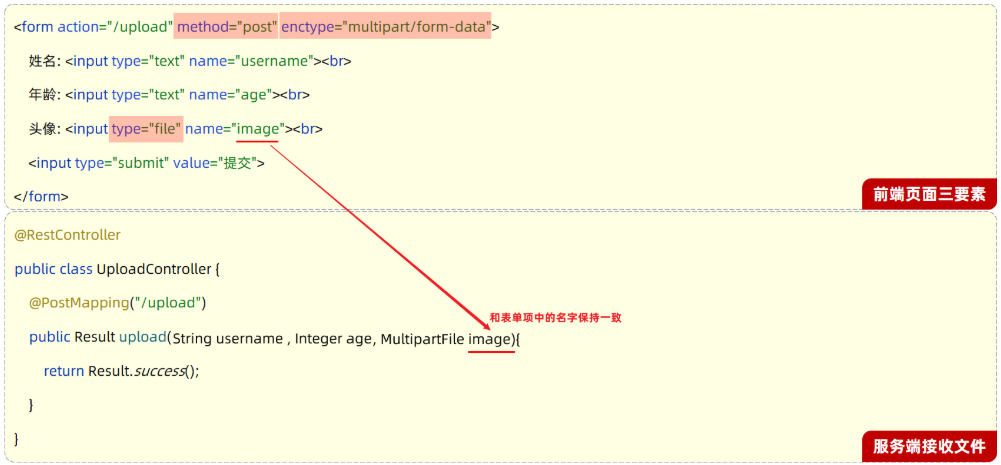 <form action="/upload" method="post" enctype="multipart/form-data">
姓名: <input type="text" name="username"><br>
年龄: <input type="text" name="age"><br>
头像: <input type="file" name="image"><br>
<input type="submit" value="提交">
</form>
前端页面三要素
@RestController
public class UploadController {
@PostMapping("/upload")
和表单项中的名字保持一致
public Result upload(String username , Integer age, MultipartFile image){
return Result.success();
}
}
服务端接收文件